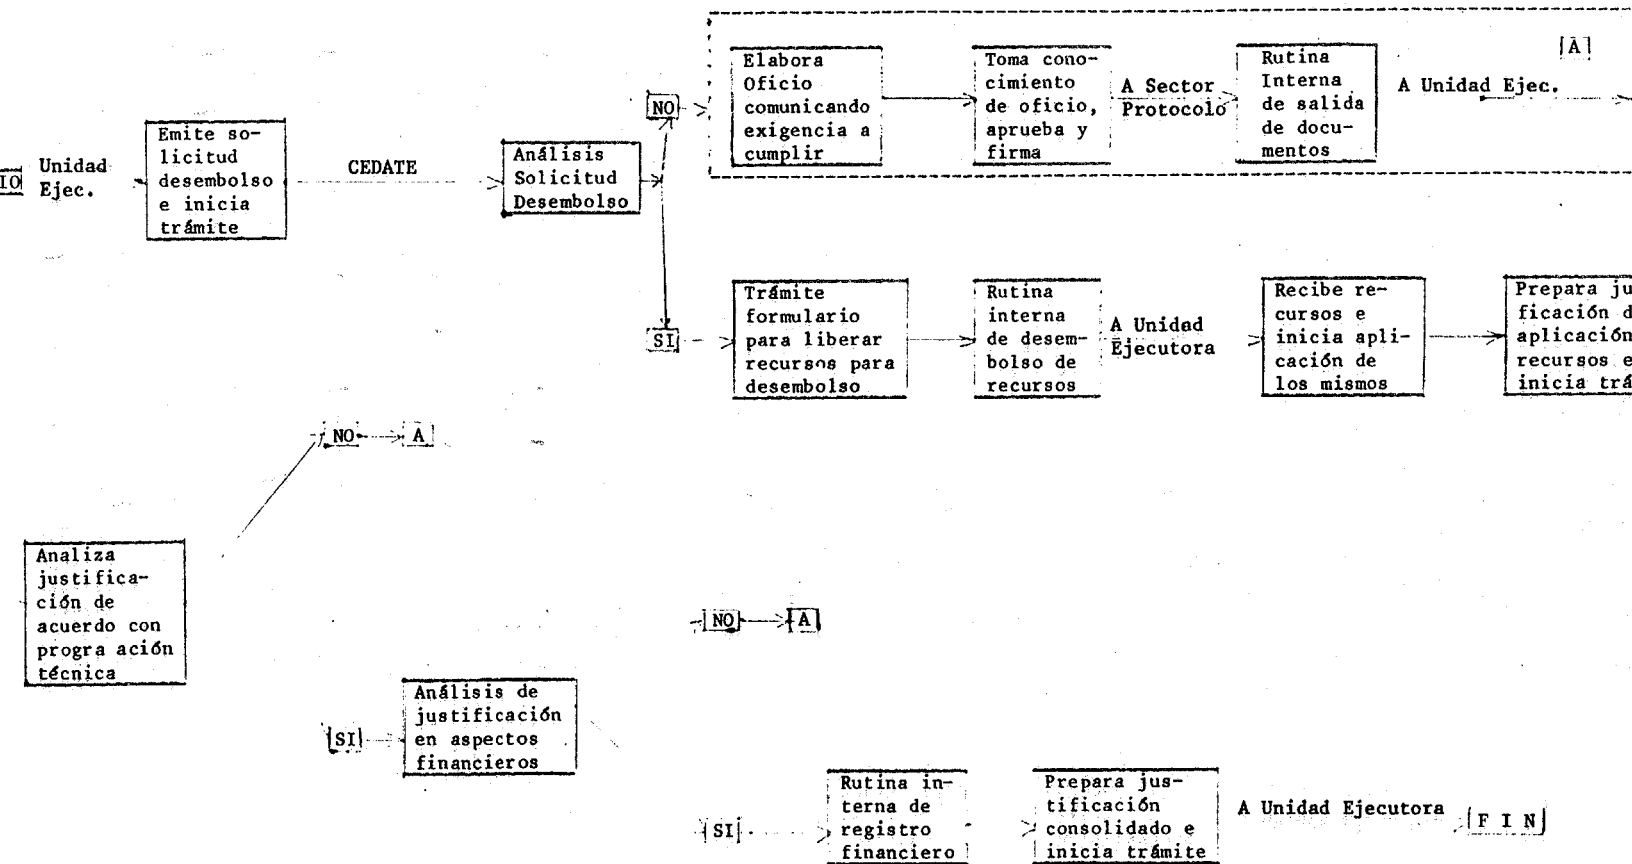 IO
Unidad
Ejec.
Emite so-
licitud
desembolso
e inicia
trámite
CEDATE
Análisis
Solicitud
Desembolso
NO
Elabora
Oficio
comunicando
exigencia a
cumplir
Toma cono-
cimiento
de oficio,
aprueba y
firma
A Sector
Protocolo
Rutina
Interna
de salida
de docu-
mentos
A Unidad Ejec.
A
SI
Trámite
formulario
para liberar
recursos para
desembolso
Rutina
interna
de desem-
bolso de
recursos
A Unidad
Ejecutora
Recibe re-
cursos e
inicia apli-
cación de
los mismos
Prepara ju
ficación d
aplicación
recursos e
inicia trá
NO
A
Analiza
justifica-
ción de
acuerdo con
progra ación
técnica
NO
A
SI
Análisis de
justificación
en aspectos
financieros
SI
Rutina in-
terna de
registro
financiero
Prepara jus-
tificación
consolidado e
inicia trámite
A Unidad Ejecutora
F I N